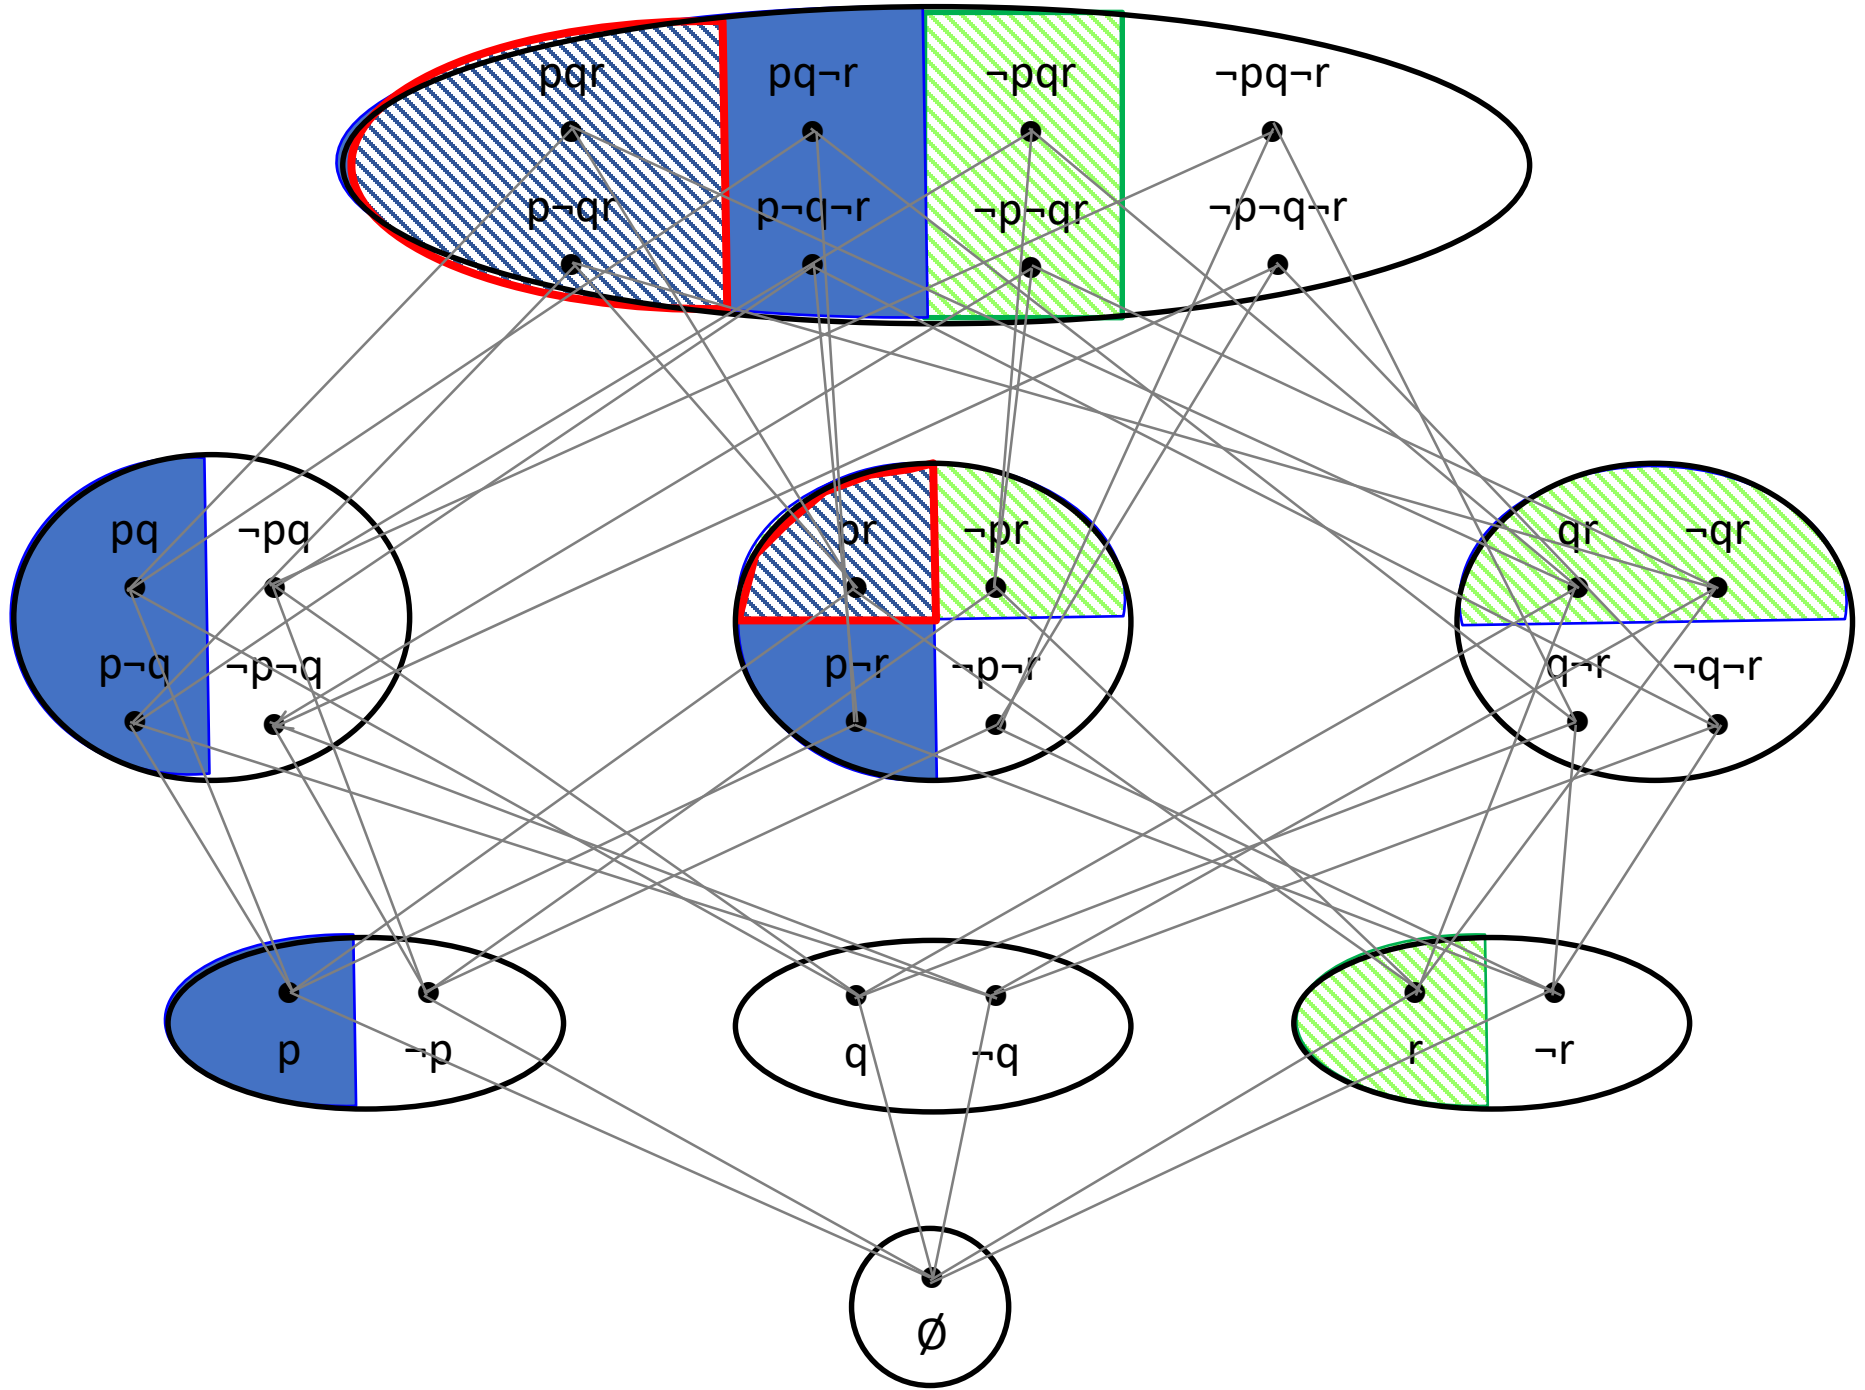 pqr pq¬r ¬pqr ¬pq¬r
p¬qr p¬q¬r ¬p¬qr ¬p¬q¬r
pq ¬pq pr ¬pr qr ¬qr
p¬q ¬p¬q p¬r ¬p¬r q¬r ¬q¬r
p ¬p q ¬q r ¬r
Ø